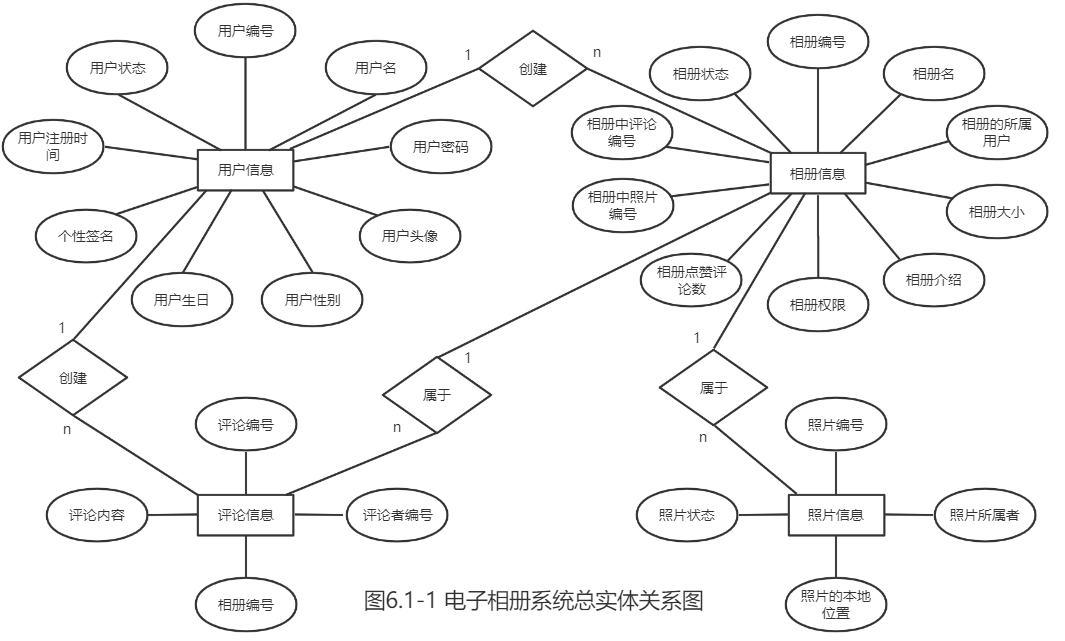 用户编号
用户状态
用户名
用户注册时
间
用户密码
用户信息
个性签名
用户头像
用户生日
用户性别
1
创建
n
相册编号
相册状态
相册名
相册中评论
编号
相册的所属
用户
相册信息
相册中照片
编号
相册大小
相册点赞评
论数
相册介绍
相册权限
1
创建
n
1
属于
n
1
属于
n
评论编号
评论内容
评论信息
评论者编号
相册编号
照片编号
照片状态
照片信息
照片所属者
照片的本地
位置
图6.1-1 电子相册系统总实体关系图